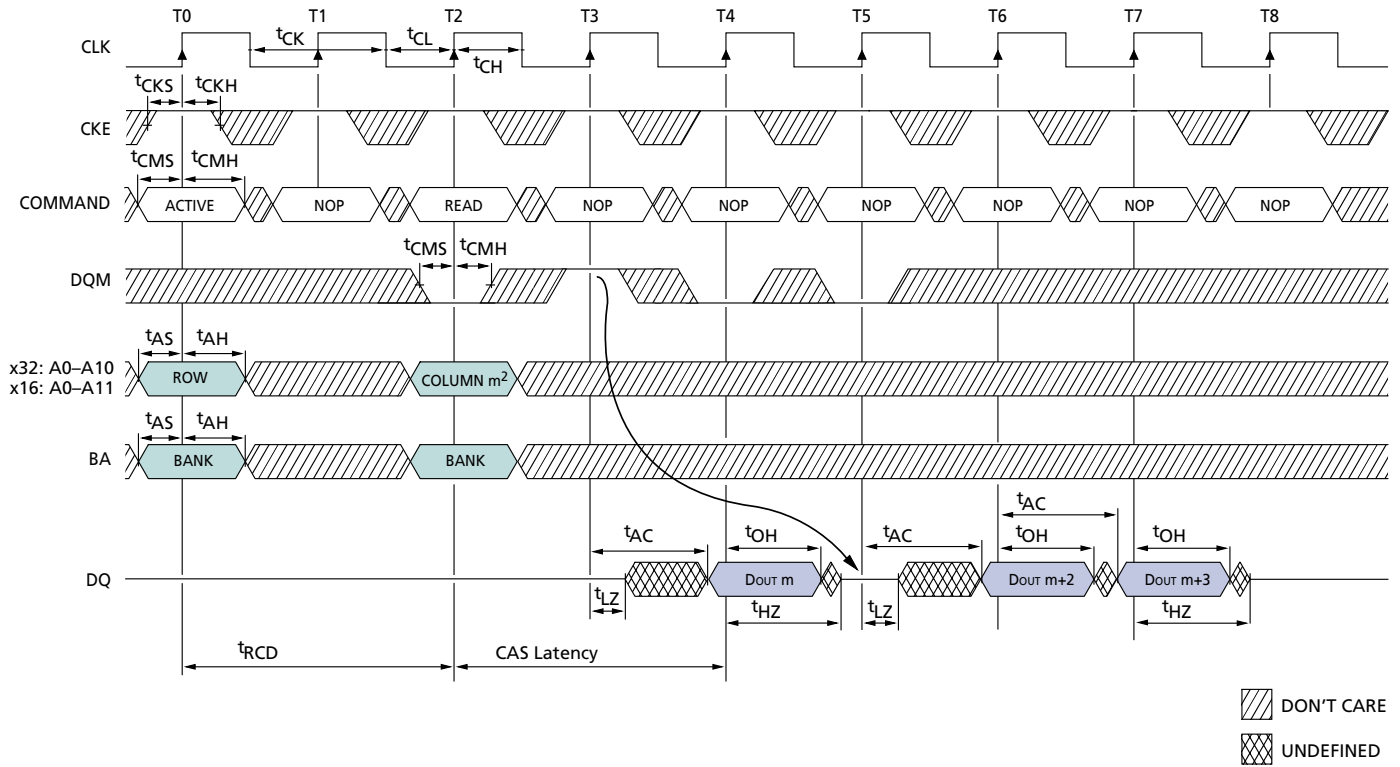 T0 T1 T2 T3 T4 T5 T6 T7 T8
CLK
tCK
tCL
tCH
tCKS tCKH
CKE
tCMS tCMH
COMMAND
ACTIVE NOP READ NOP NOP NOP NOP NOP NOP
tCMS tCMH
DQM
tAS tAH
x32: A0–A10
x16: A0–A11
ROW COLUMN m2
tAS tAH
BA
BANK BANK
tAC tOH tAC tAC tOH tOH
DQ
DOUT m DOUT m+2 DOUT m+3
tLZ tHZ tLZ tHZ
tRCD CAS Latency
DON'T CARE
UNDEFINED